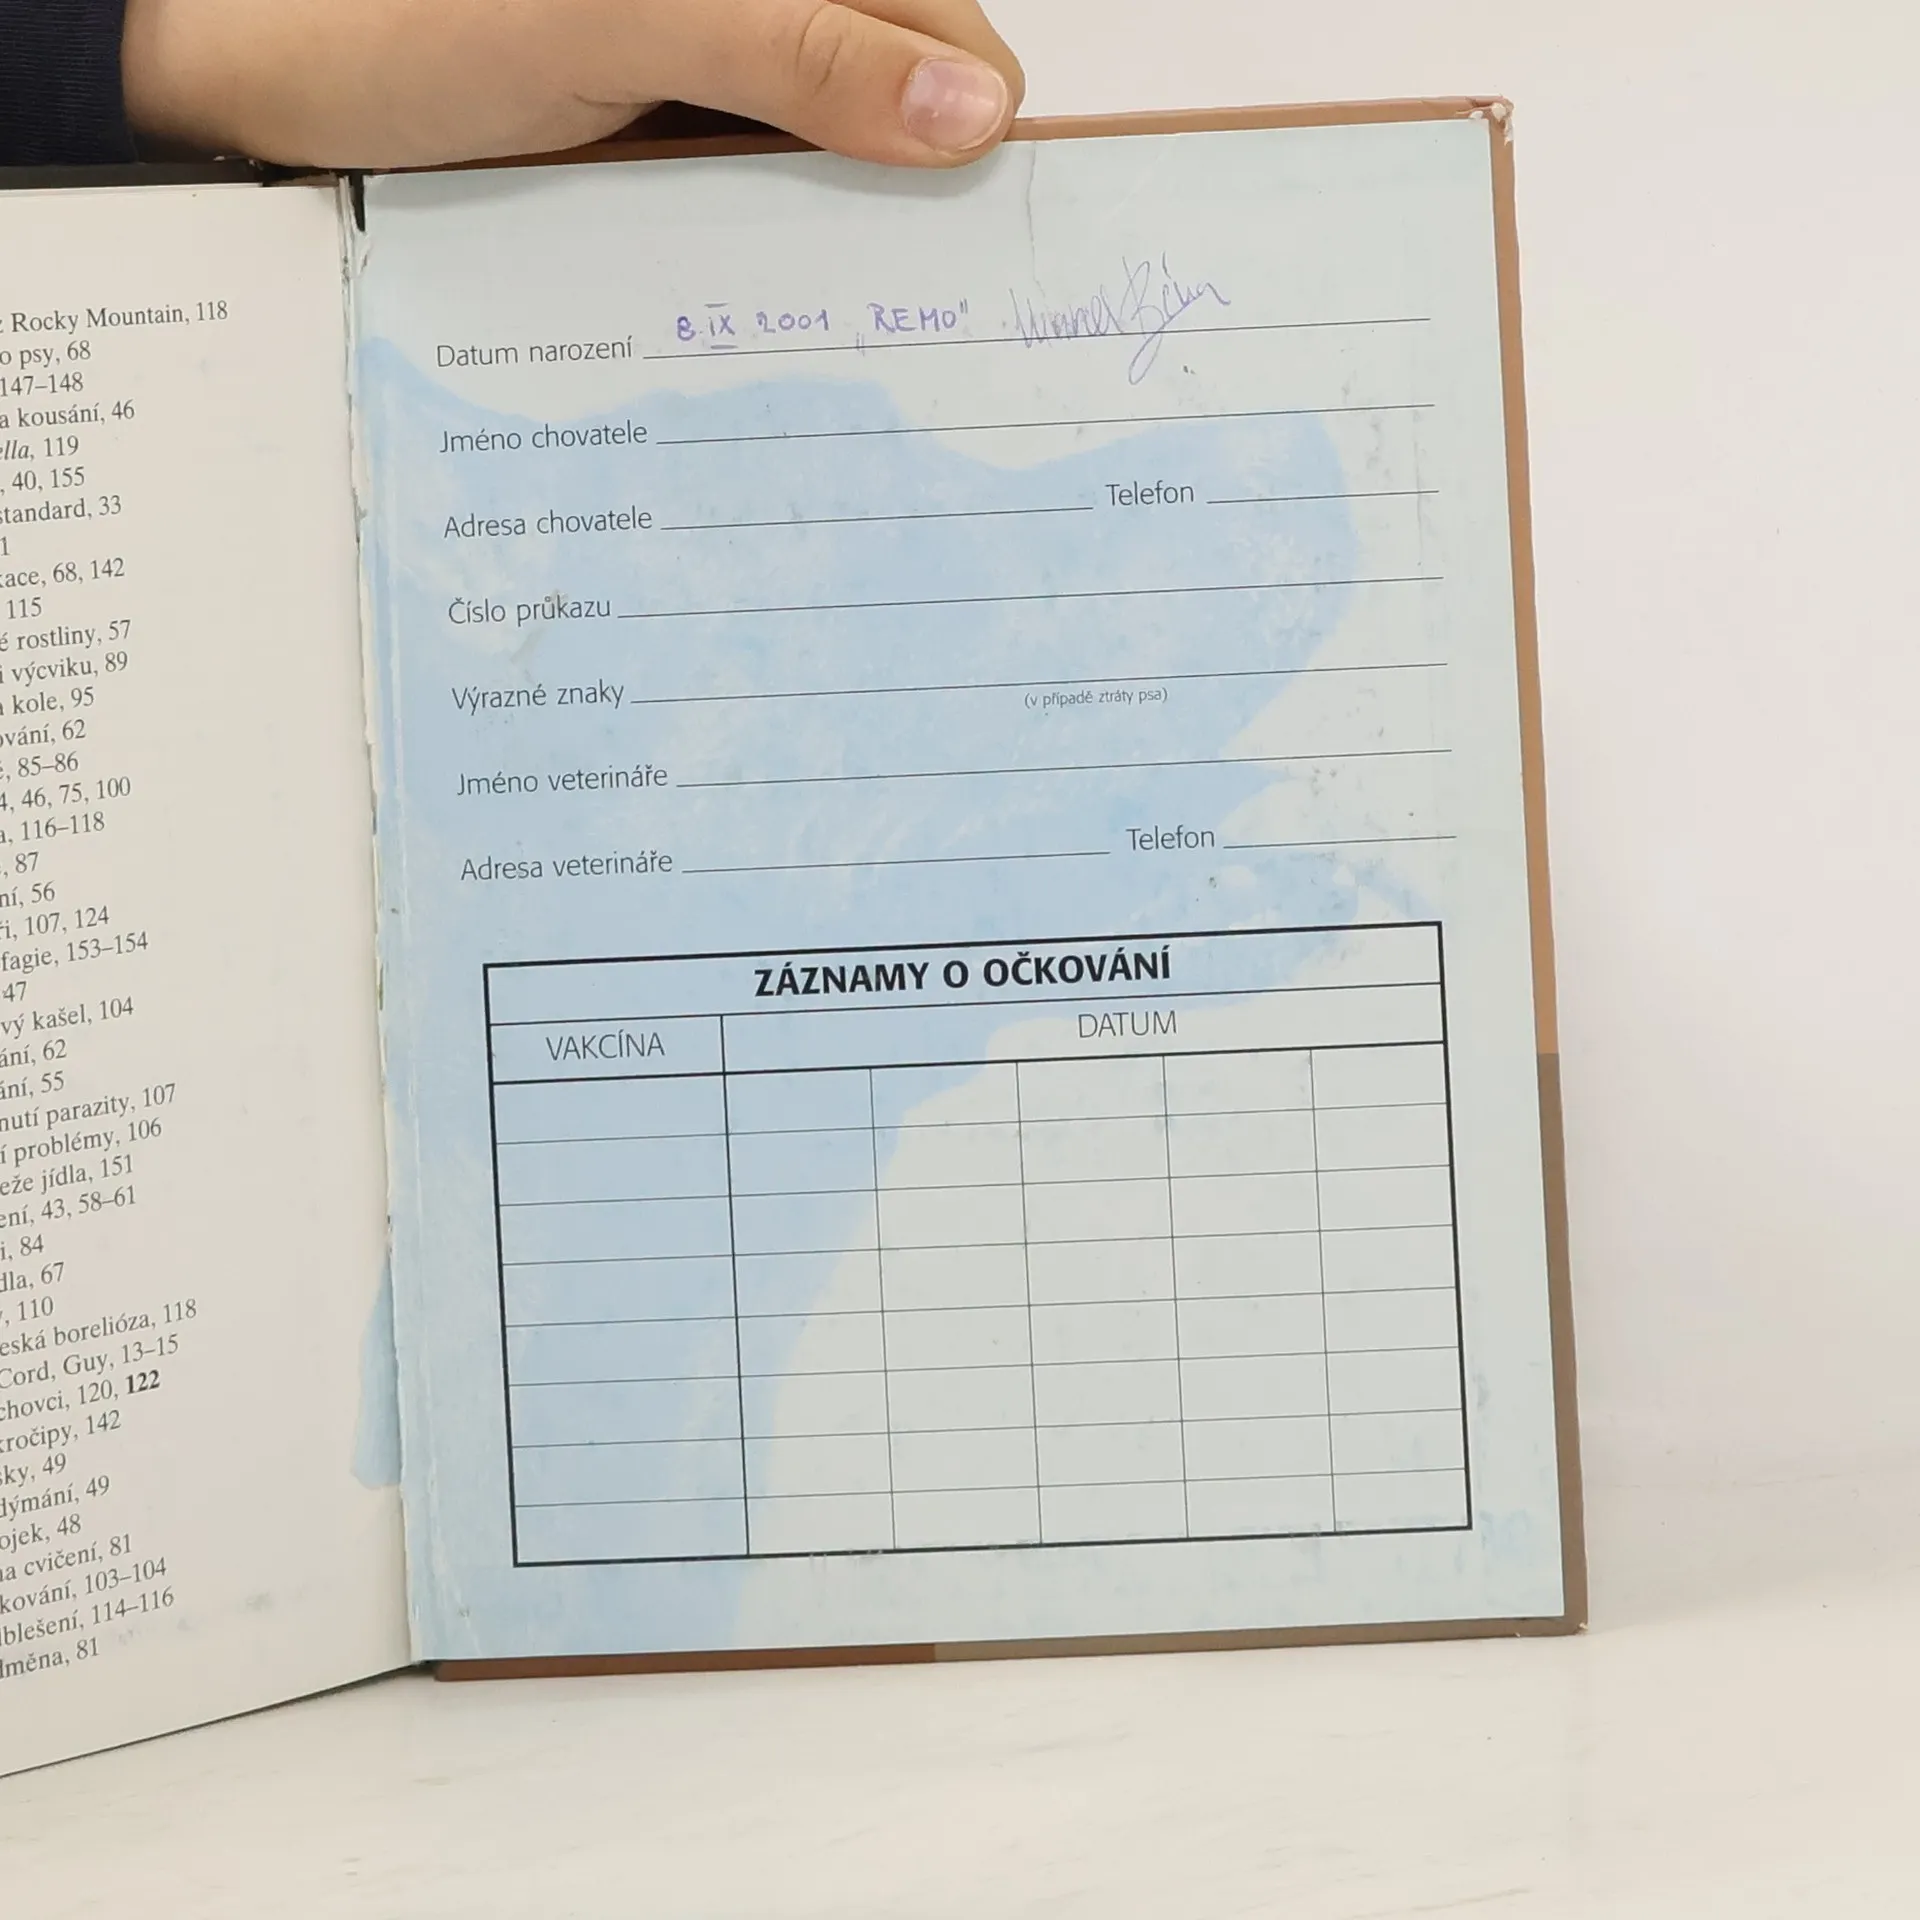 Rocky Mountain, 118
o psy, 68
147–148
a kousání, 46
ella, 119
, 40, 155
standard, 33
1
kace, 68, 142
115
é rostliny, 57
i výcviku, 89
a kole, 95
ování, 62
, 85–86
4, 46, 75, 100
a, 116–118
, 87
ní, 56
ři, 107, 124
fagie, 153–154
47
vý kašel, 104
ání, 62
ání, 55
nutí parazity, 107
í problémy, 106
eže jídla, 151
ení, 43, 58–61
i, 84
dla, 67
, 110
eská borelióza, 118
Cord, Guy, 13–15
chovci, 120, 122
kročipy, 142
sky, 49
dýmání, 49
ojek, 48
na cvičení, 81
kování, 103–104
blešení, 114–116
měna, 81
Datum narození 8. IX 2001 „REMO"
Jméno chovatele
Adresa chovatele Telefon
Číslo průkazu
Výrazné znaky
(v případě ztráty psa)
Jméno veterináře
Adresa veterináře Telefon
ZÁZNAMY O OČKOVÁNÍ
VAKCÍNA DATUM